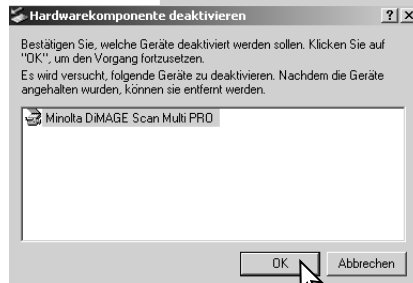 Hardwarekomponente deaktivieren
Bestätigen Sie, welche Geräte deaktiviert werden sollen. Klicken Sie auf
"OK", um den Vorgang fortzusetzen.
Es wird versucht, folgende Geräte zu deaktivieren. Nachdem die Geräte
angehalten wurden, können sie entfernt werden.
Minolta DiMAGE Scan Multi PRO
OK Abbrechen